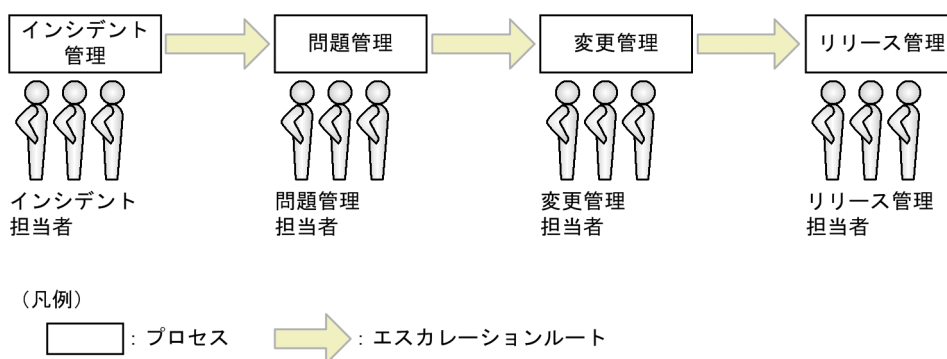 インシデント
管理
問題管理
変更管理
リリース管理
インシデント
担当者
問題管理
担当者
変更管理
担当者
リリース管理
担当者
（凡例）
：プロセス
：エスカレーションルート